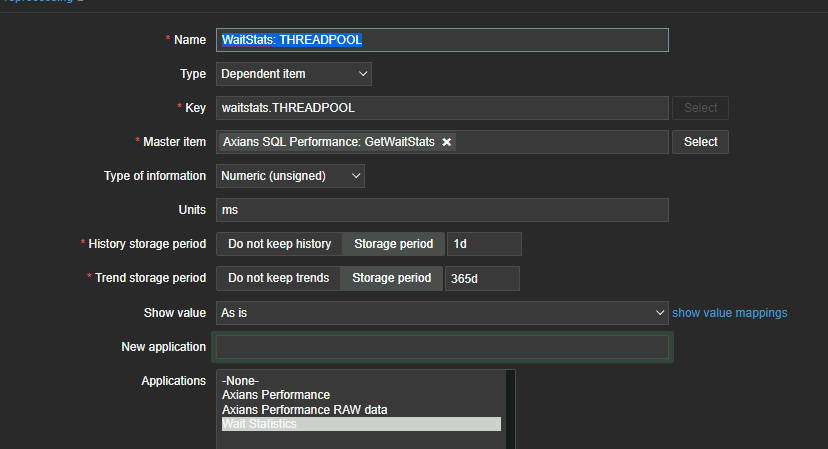 * Name WaitStats: THREADPOOL
Type Dependent item
* Key waitstats.THREADPOOL Select
* Master item Axians SQL Performance: GetWaitStats Select
Type of information Numeric (unsigned)
Units ms
* History storage period Do not keep history Storage period 1d
* Trend storage period Do not keep trends Storage period 365d
Show value As is show value mappings
New application
Applications -None-
Axians Performance
Axians Performance RAW data
Wait Statistics